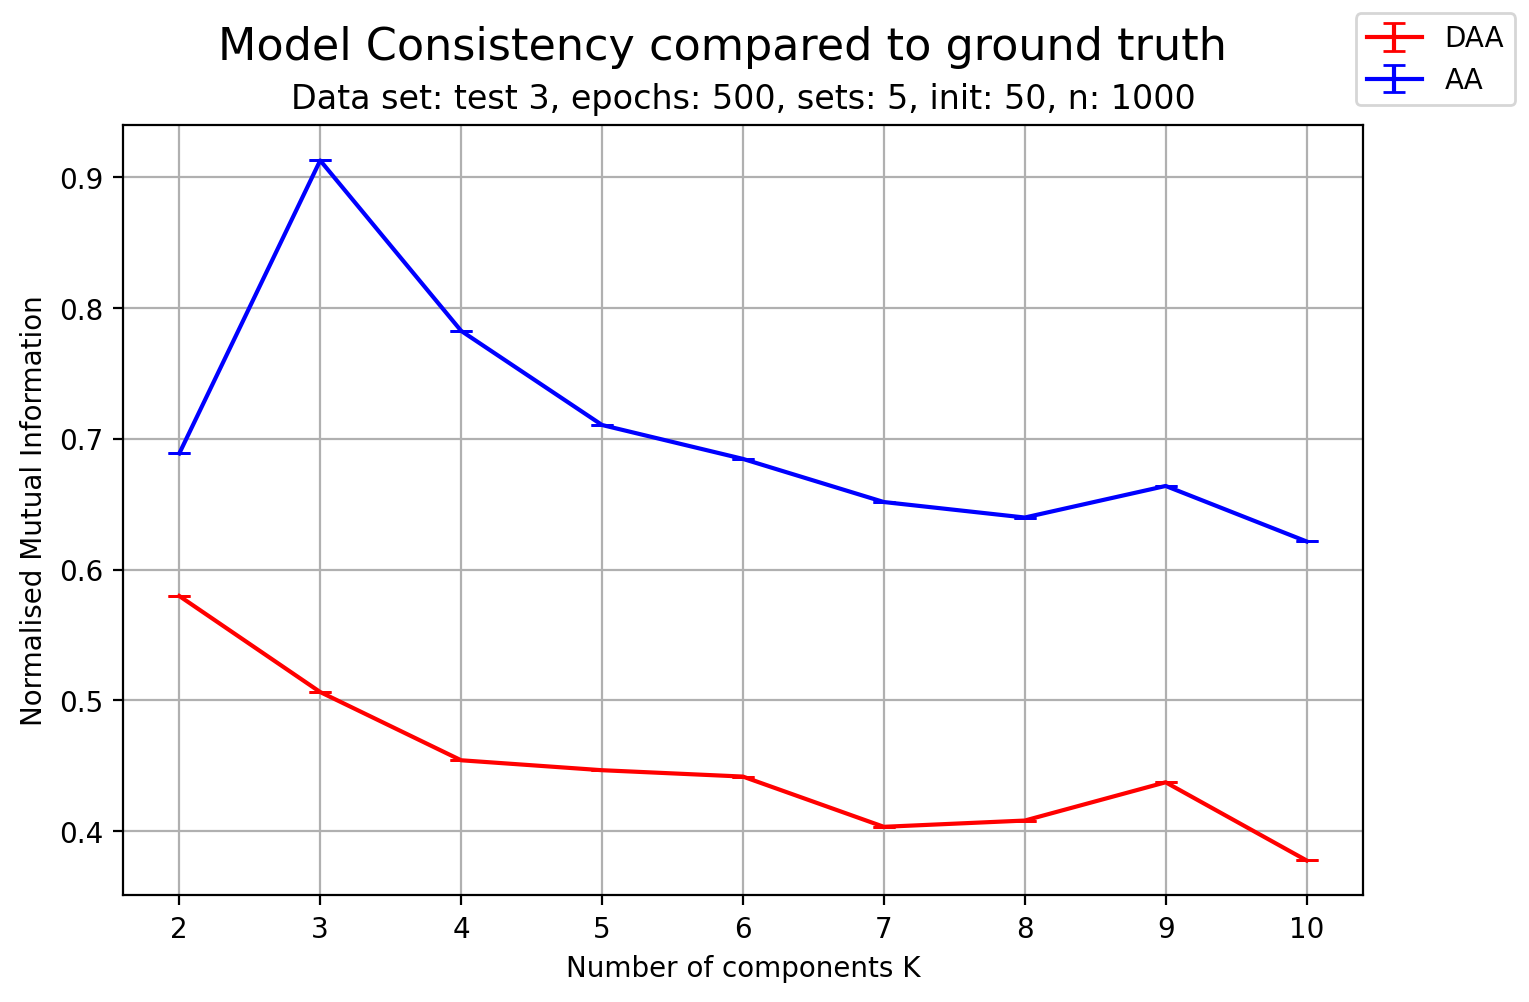 Model Consistency compared to ground truth
Data set: test 3, epochs: 500, sets: 5, init: 50, n: 1000
DAA
AA
Normalised Mutual Information
0.9
0.8
0.7
0.6
0.5
0.4
2 3 4 5 6 7 8 9 10
Number of components K